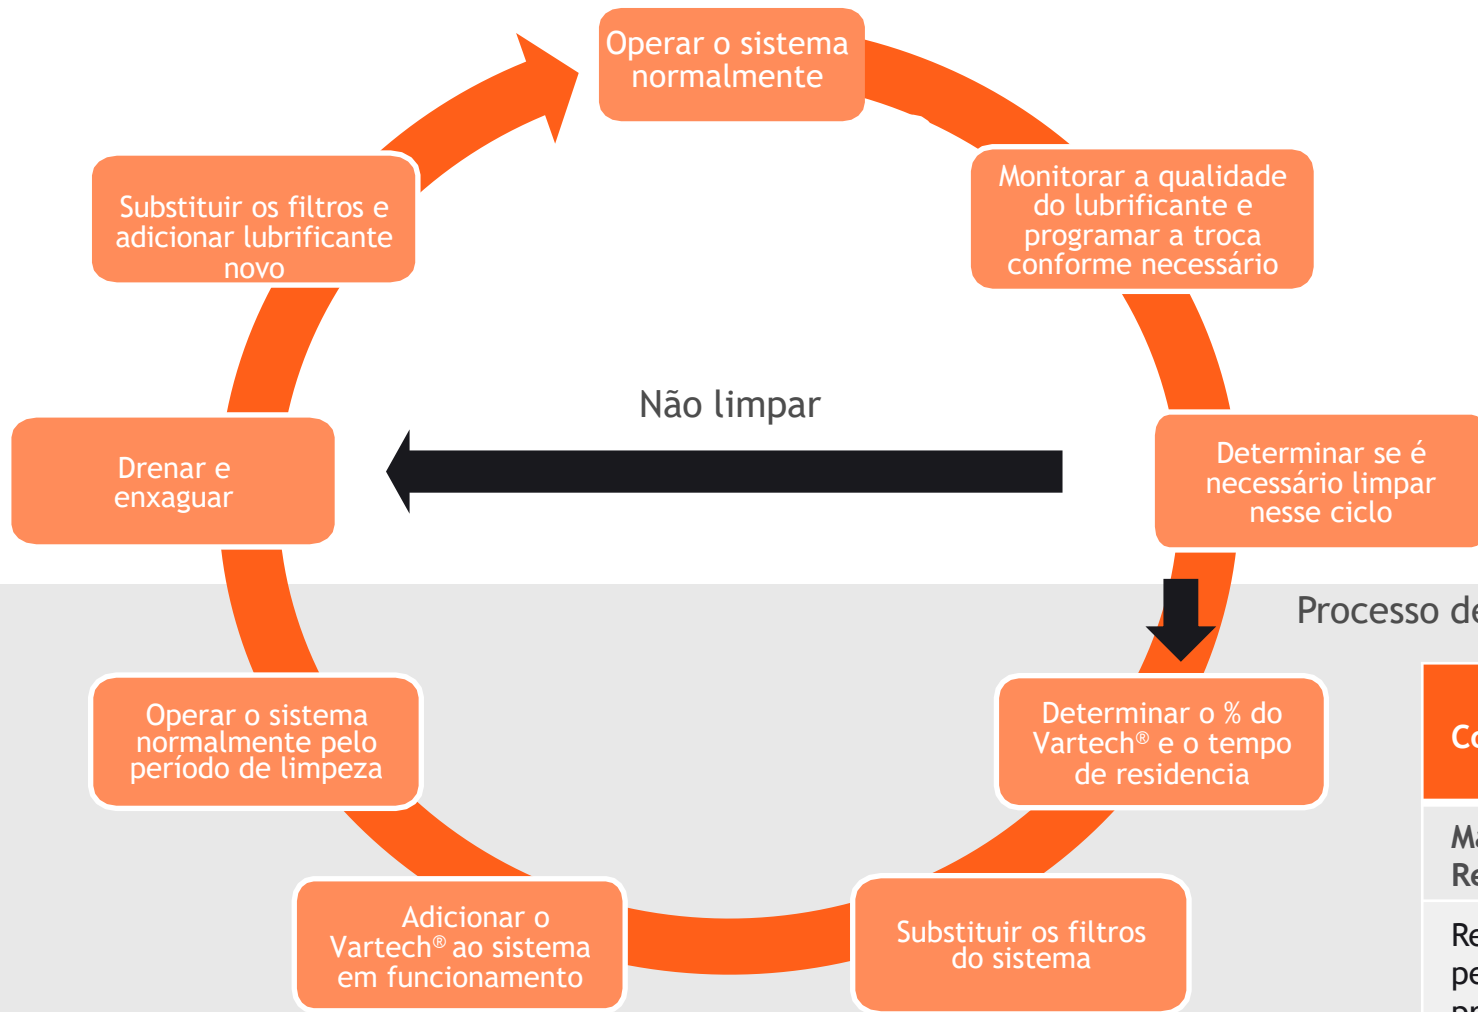 Operar o sistema
normalmente
Monitorar a qualidade
do lubrificante e
programar a troca
conforme necessário
Substituir os filtros e
adicionar lubrificante
novo
Não limpar
Determinar se é
necessário limpar
nesse ciclo
Drenar e
enxaguar
Processo de
Operar o sistema
normalmente pelo
período de limpeza
Determinar o % do
Vartech® e o tempo
de residencia
Adicionar o
Vartech® ao sistema
em funcionamento
Substituir os filtros
do sistema